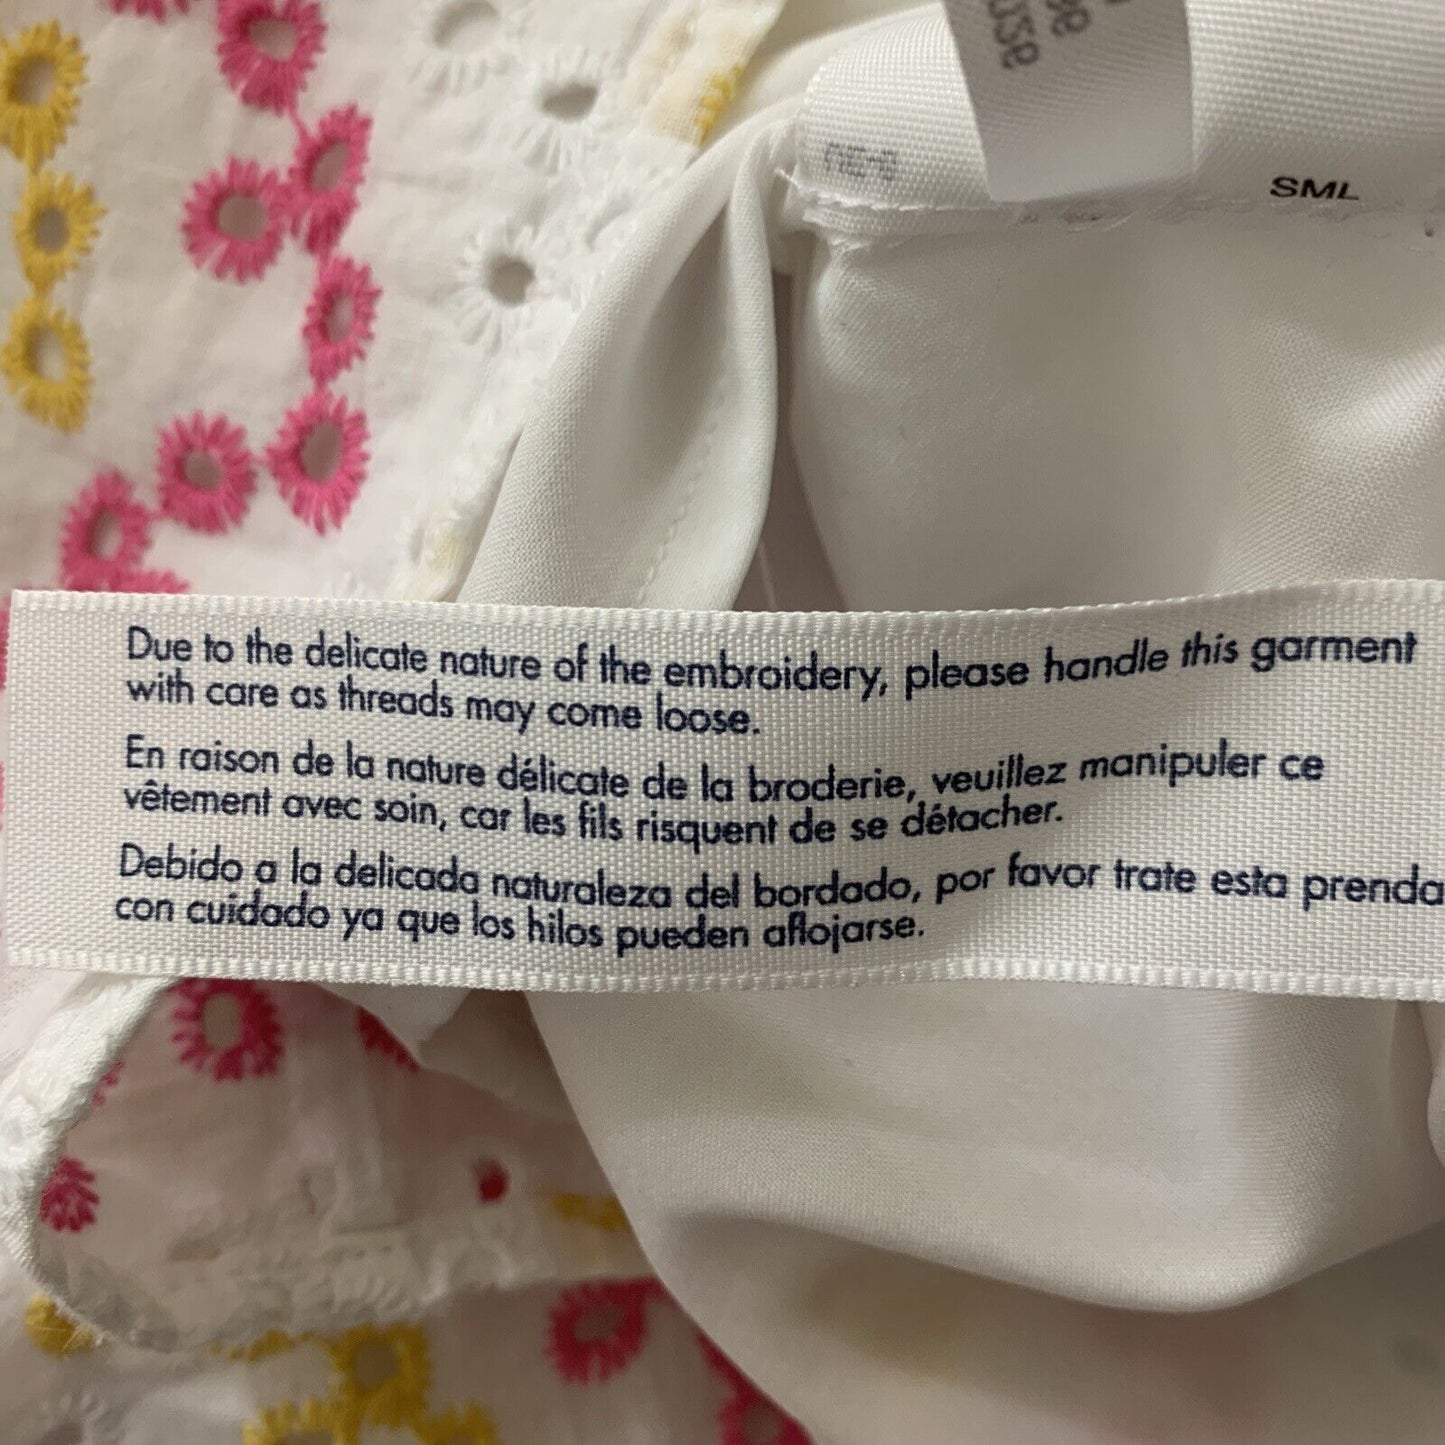 SML
Due to the delicate nature of the embroidery, please handle this garment
with care as threads may come loose.
En raison de la nature délicate de la broderie, veuillez manipuler ce
vêtement avec soin, car les fils risquent de se détacher.
Debido a la delicada naturaleza del bordado, por favor trate esta prenda
con cuidado ya que los hilos pueden aflojarse.